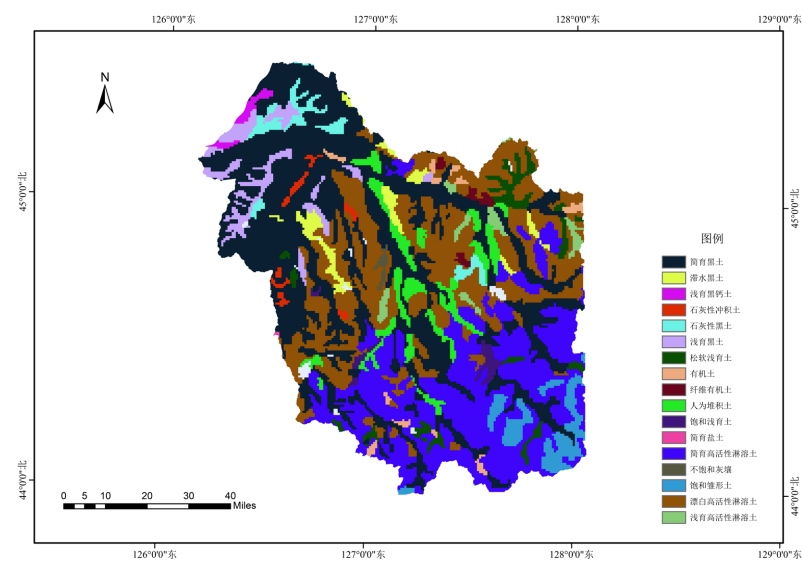 126°0'0"东
127°0'0"东
128°0'0"东
129°0'0"东
N
45°0'0"北
45°0'0"北
图例
简育黑土
滞水黑土
浅育黑钙土
石灰性冲积土
石灰性黑土
浅育黑土
松软浅育土
有机土
纤维有机土
人为堆积土
饱和浅育土
简育盐土
简育高活性淋溶土
不饱和灰壤
饱和雏形土
漂白高活性淋溶土
浅育高活性淋溶土
44°0'0"北
44°0'0"北
0 5 10 20 30 40
Miles
126°0'0"东
127°0'0"东
128°0'0"东
129°0'0"东